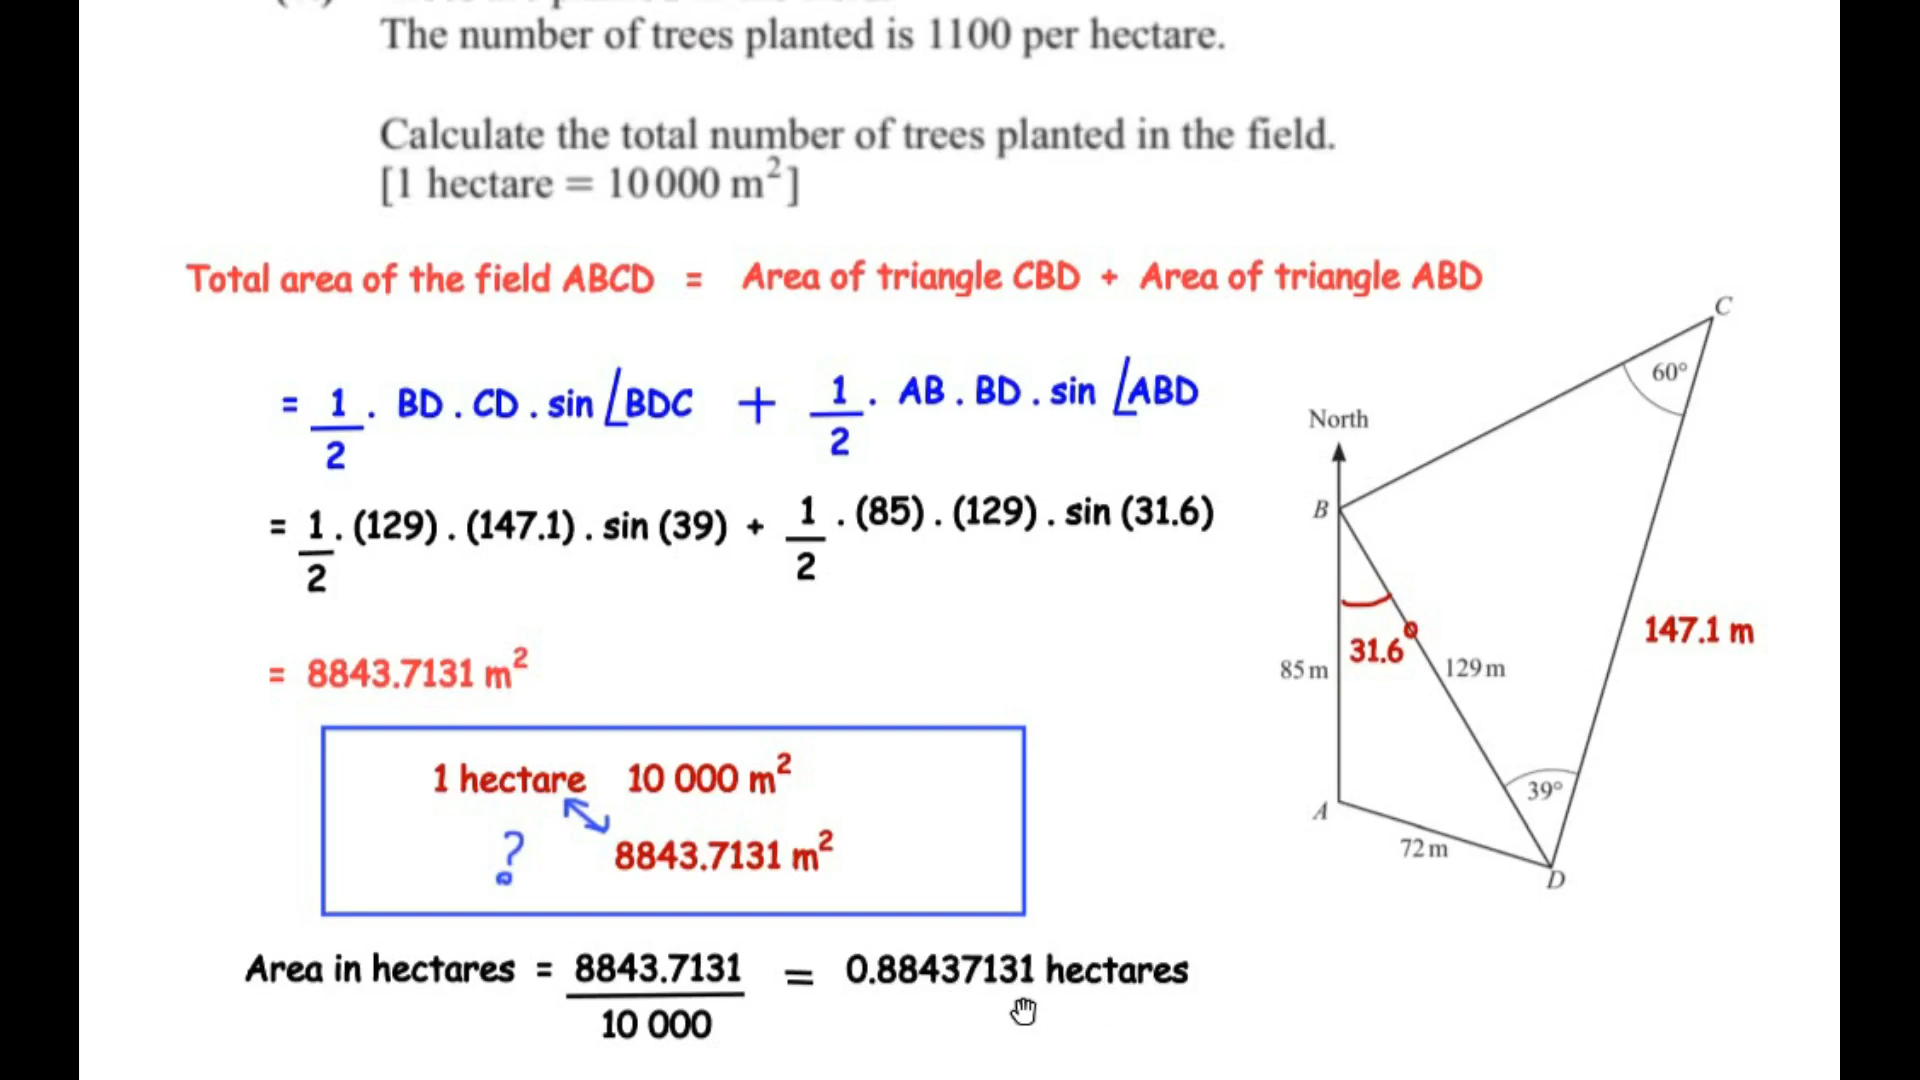 The number of trees planted is 1100 per hectare.
Calculate the total number of trees planted in the field.
[1 hectare = 10 000 m²]
Total area of the field ABCD = Area of triangle CBD + Area of triangle ABD
= 1/2 . BD . CD . sin ∠BDC + 1/2 . AB . BD . sin ∠ABD
= 1/2 . (129) . (147.1) . sin (39) + 1/2 . (85) . (129) . sin (31.6)
= 8843.7131 m²
1 hectare 10 000 m²
? 8843.7131 m²
Area in hectares = 8843.7131/10 000 = 0.88437131 hectares
C
60°
North
B
147.1 m
31.6°
85 m
129 m
39°
A
72 m
D